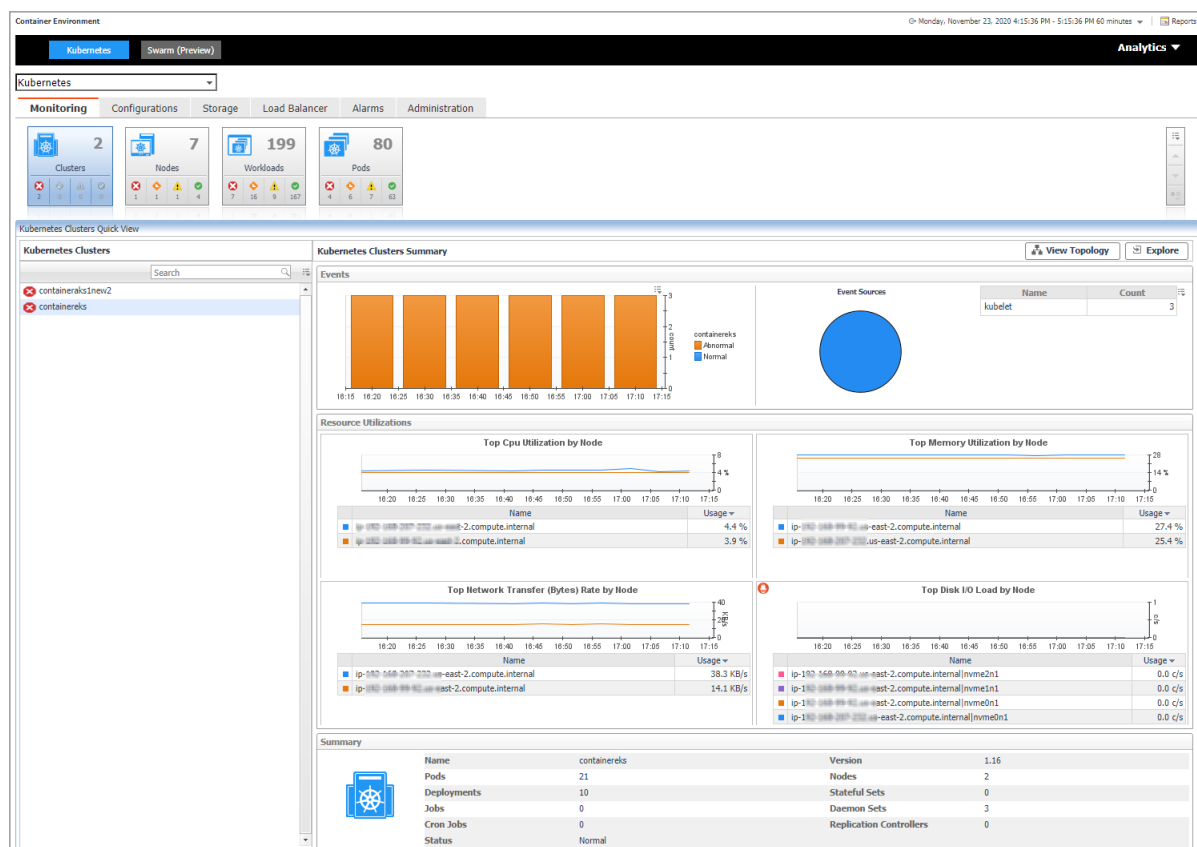 Container Environment
Monday, November 23, 2020 4:15:36 PM - 5:15:36 PM 60 minutes
Reports
Kubernetes
Swarm (Preview)
Analytics
Kubernetes
Monitoring Configurations Storage Load Balancer Alarms Administration
2 7 199 80
Clusters Nodes Workloads Pods
2 0 0 0 1 1 1 4 7 16 9 167 4 6 7 63
Kubernetes Clusters Quick View
Kubernetes Clusters
Search
containeraks1new2
containereks
Kubernetes Clusters Summary
View Topology
Explore
Events
3
2
1
0
count
16:15 16:20 16:25 16:30 16:35 16:40 16:45 16:50 16:55 17:00 17:05 17:10 17:15
containereks
Abnormal
Normal
Event Sources
Name Count
kubelet 3
Resource Utilizations
Top Cpu Utilization by Node
8
4 %
0
16:20 16:25 16:30 16:35 16:40 16:45 16:50 16:55 17:00 17:05 17:10 17:15
Name Usage
east-2.compute.internal 4.4 %
2.compute.internal 3.9 %
Top Memory Utilization by Node
28
14 %
0
16:20 16:25 16:30 16:35 16:40 16:45 16:50 16:55 17:00 17:05 17:10 17:15
Name Usage
ip- -east-2.compute.internal 27.4 %
ip- .us-east-2.compute.internal 25.4 %
Top Network Transfer (Bytes) Rate by Node
40
20
0
KB/s
16:20 16:25 16:30 16:35 16:40 16:45 16:50 16:55 17:00 17:05 17:10 17:15
Name Usage
ip- -east-2.compute.internal 38.3 KB/s
ip- east-2.compute.internal 14.1 KB/s
Top Disk I/O Load by Node
1
0
c/s
16:20 16:25 16:30 16:35 16:40 16:45 16:50 16:55 17:00 17:05 17:10 17:15
Name Usage
ip-1 east-2.compute.internal|nvme2n1 0.0 c/s
ip-1 east-2.compute.internal|nvme1n1 0.0 c/s
ip-1 east-2.compute.internal|nvme0n1 0.0 c/s
ip-1 -east-2.compute.internal|nvme0n1 0.0 c/s
Summary
Name containereks Version 1.16
Pods 21 Nodes 2
Deployments 10 Stateful Sets 0
Jobs 0 Daemon Sets 3
Cron Jobs 0 Replication Controllers 0
Status Normal